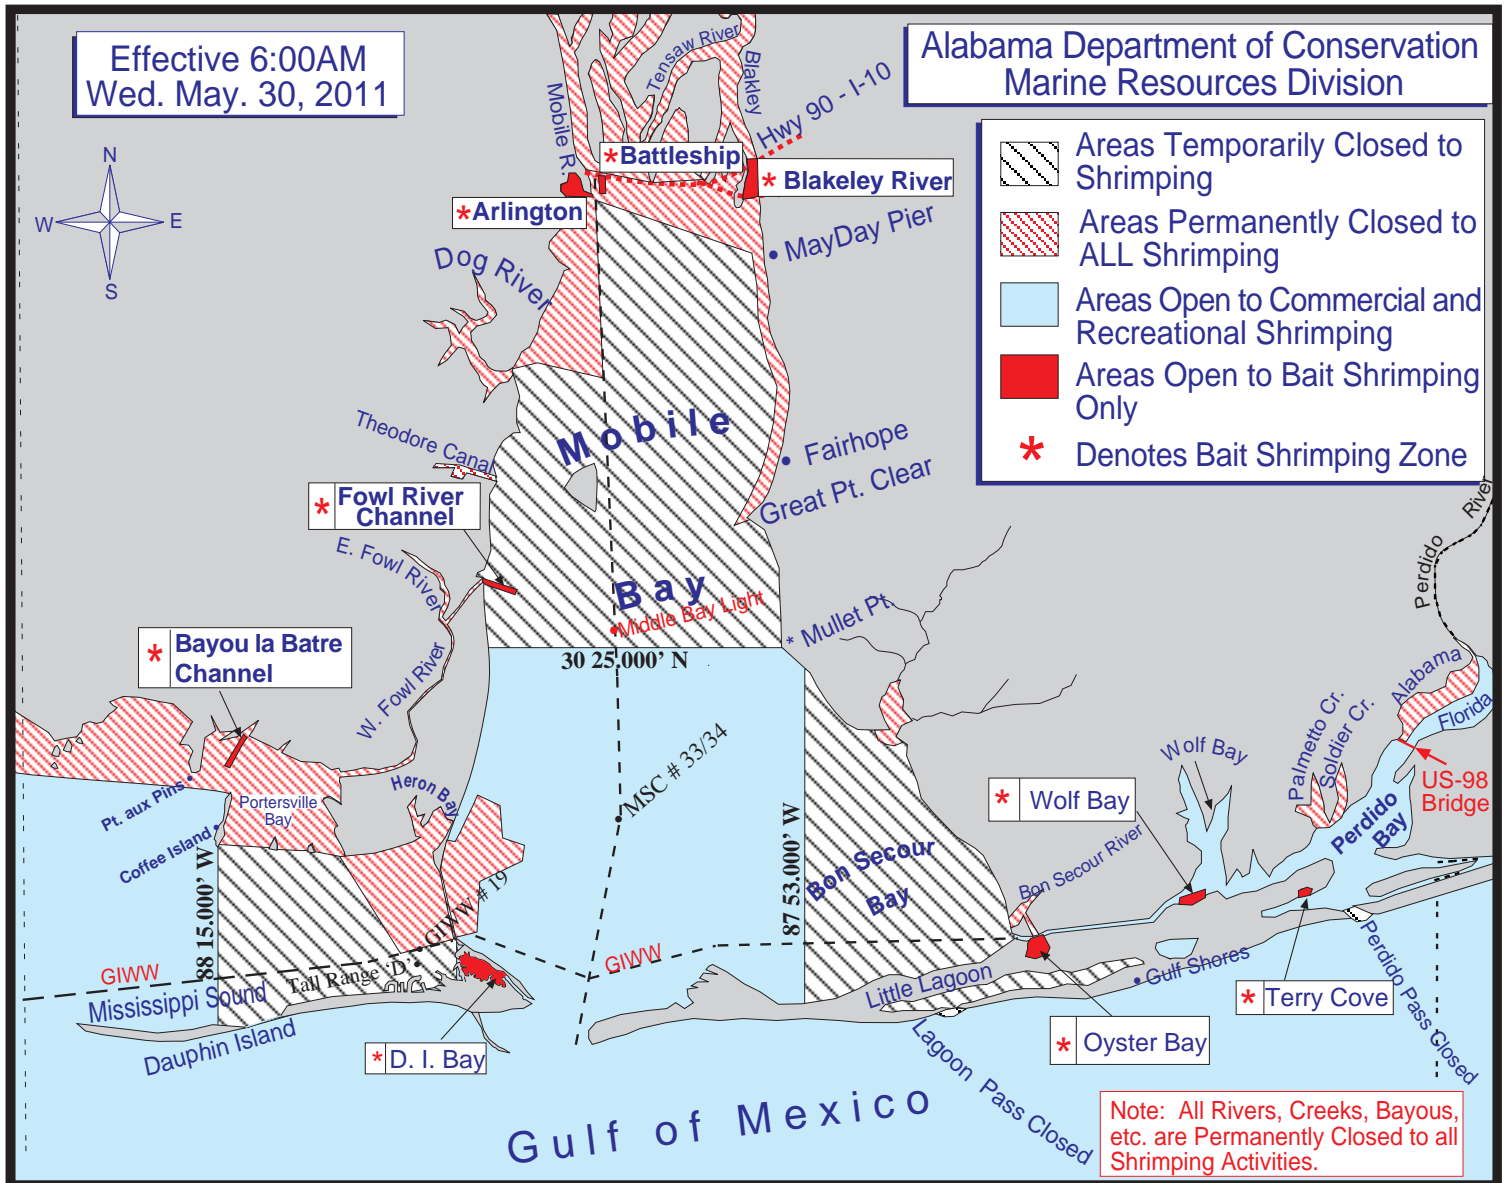 Effective 6:00AM
Wed. May. 30, 2011
Alabama Department of Conservation
Marine Resources Division
Areas Temporarily Closed to
Shrimping
Areas Permanently Closed to
ALL Shrimping
Areas Open to Commercial and
Recreational Shrimping
Areas Open to Bait Shrimping
Only
* Denotes Bait Shrimping Zone
N
W
E
S
Mobile R.
Tensaw River
Blakley
Hwy 90 - I-10
*Battleship
* Blakeley River
*Arlington
MayDay Pier
Dog River
Theodore Canal
Mobile
Bay
Fairhope
Great Pt. Clear
* Fowl River
Channel
E. Fowl River
W. Fowl River
Middle Bay Light
* Mullet Pt.
30 25.000' N
* Bayou la Batre
Channel
Perdido
River
Alabama
Florida
US-98
Bridge
Palmetto Cr.
Soldier Cr.
Wolf Bay
Perdido
Bay
* Wolf Bay
MSC # 33/34
Heron Bay
Pt. aux Pins
Portersville
Bay
Coffee Island
88 15.000' W
87 53.000' W
Bon Secour
Bay
Bon Secour River
GIWW # 19
GIWW
GIWW
Tall Range 'D'
Mississippi Sound
Dauphin Island
* D. I. Bay
Little Lagoon
Gulf Shores
* Oyster Bay
* Terry Cove
Perdido Pass Closed
Lagoon Pass Closed
Gulf of Mexico
Note: All Rivers, Creeks, Bayous,
etc. are Permanently Closed to all
Shrimping Activities.